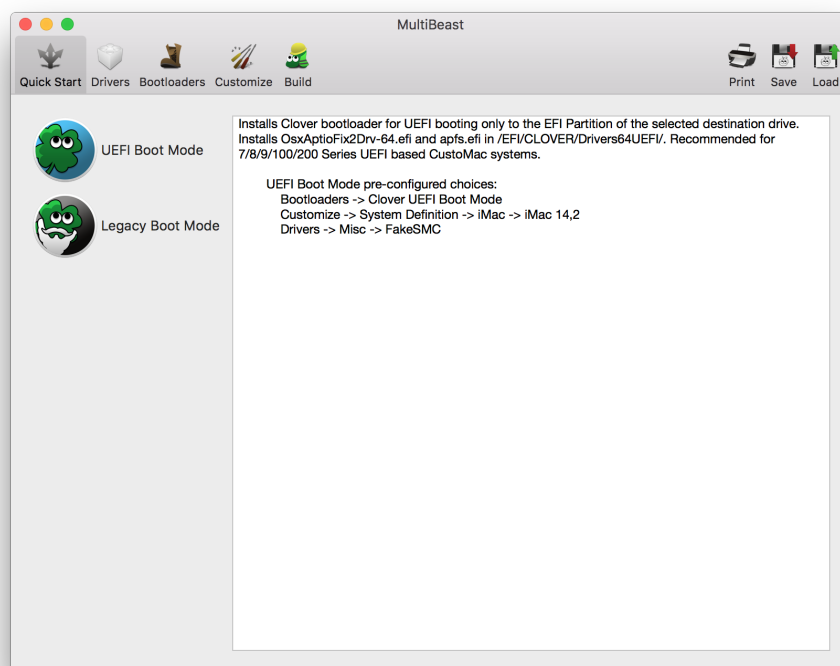 MultiBeast
Quick Start Drivers Bootloaders Customize Build Print Save Load
UEFI Boot Mode
Legacy Boot Mode
Installs Clover bootloader for UEFI booting only to the EFI Partition of the selected destination drive.
Installs OsxAptioFix2Drv-64.efi and apfs.efi in /EFI/CLOVER/Drivers64UEFI/. Recommended for
7/8/9/100/200 Series UEFI based CustoMac systems.
UEFI Boot Mode pre-configured choices:
Bootloaders -> Clover UEFI Boot Mode
Customize -> System Definition -> iMac -> iMac 14,2
Drivers -> Misc -> FakeSMC